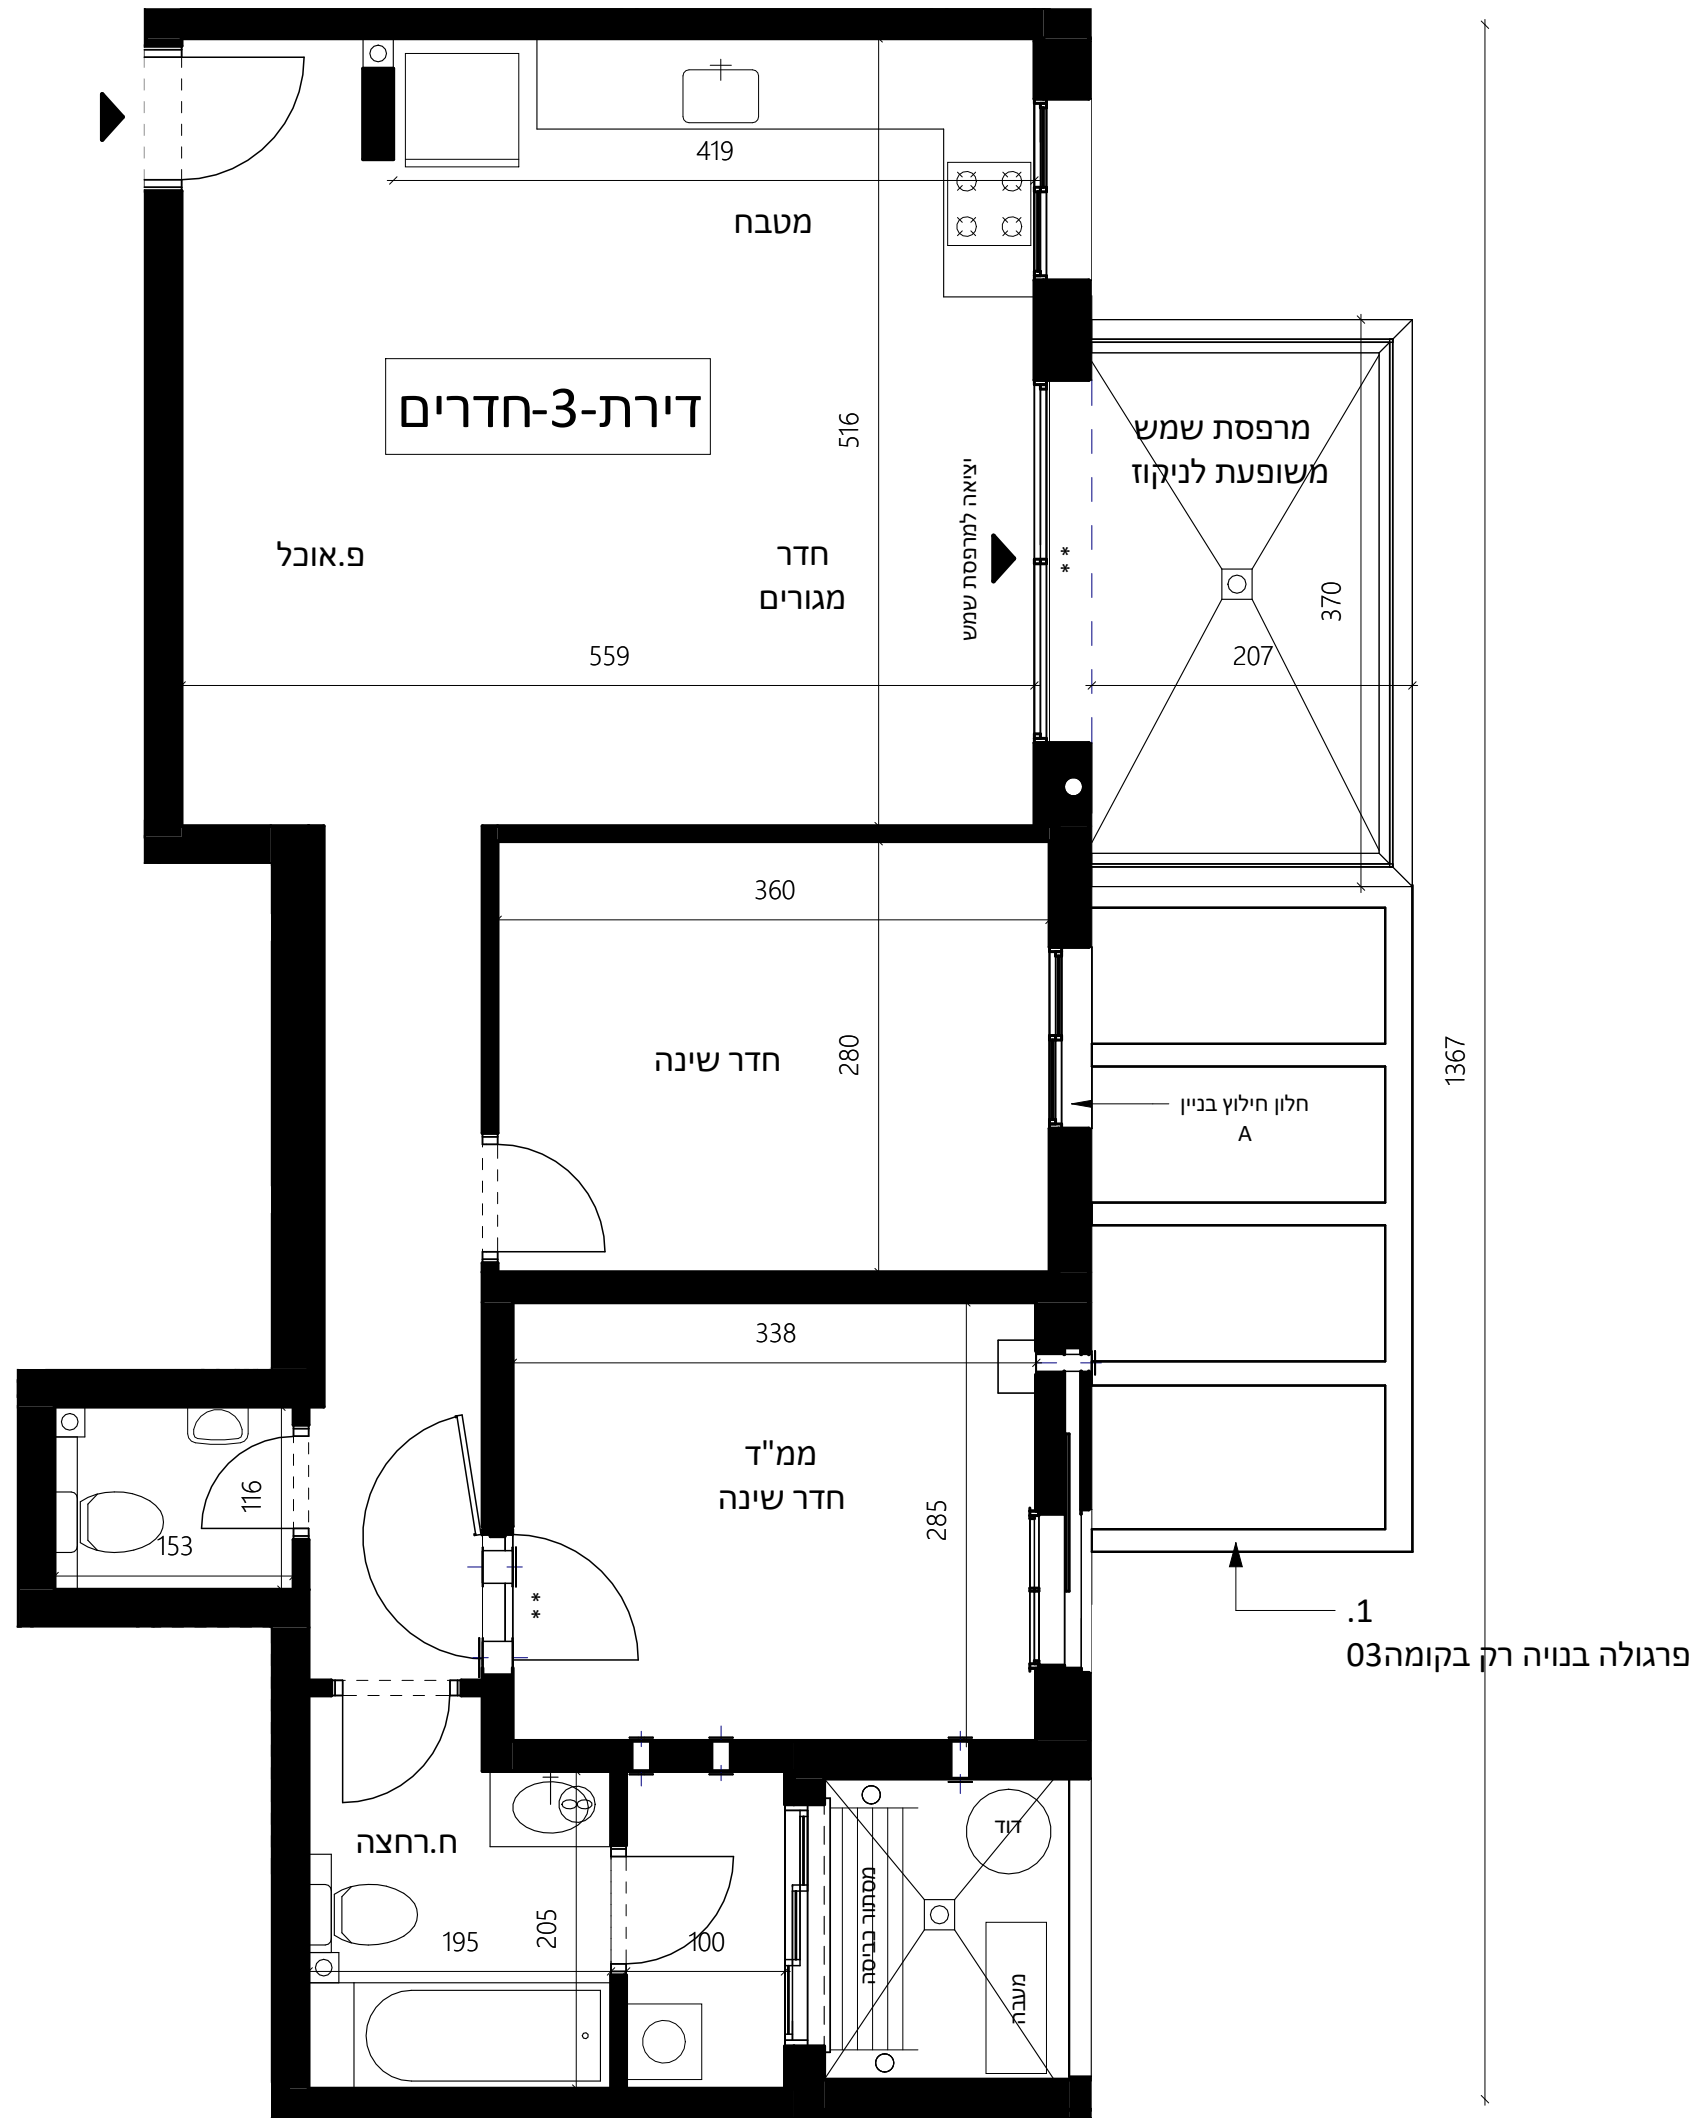 419
מטבח
דירת-3-חדרים
516
יציאה למרפסת שמש
**
מרפסת שמש
משופעת לניקוז
פ.אוכל
חדר
מגורים
370
559
207
360
280
חדר שינה
1367
חלון חילוץ בניין
A
338
ממ"ד
חדר שינה
285
116
153
**
.1
פרגולה בנויה רק בקומה03
ח.רחצה
דוד
מסתור כביסה
195
205
100
מעבה